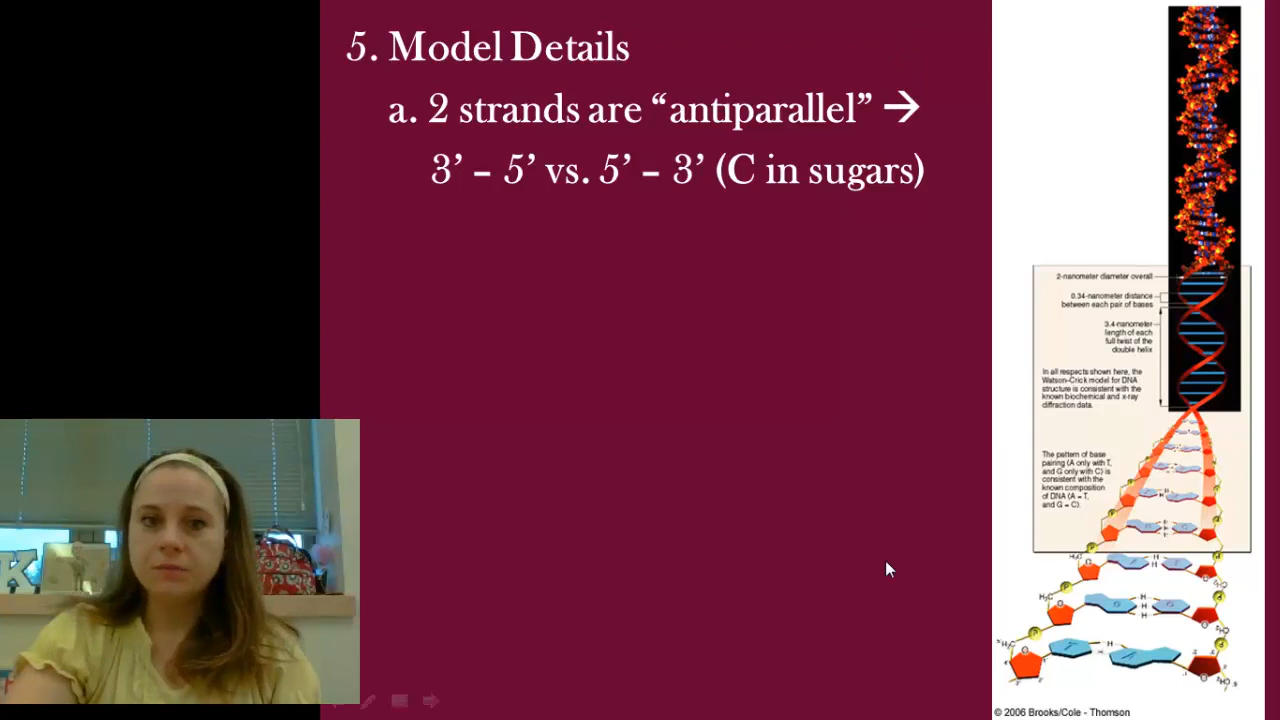 5. Model Details
a. 2 strands are “antiparallel” →
3’ – 5’ vs. 5’ – 3’ (C in sugars)
2-nanometer diameter overall
0.34-nanometer distance
between each pair of bases
3.4-nanometer
length of each
full twist of the
double helix
In all respects shown here, the
Watson-Crick model for DNA
structure is consistent with the
known biochemical and x-ray
diffraction data.
The pattern of base
pairing (A only with T,
and G only with C) is
consistent with the
known composition
of DNA (A = T,
and G = C).
K
© 2006 Brooks/Cole - Thomson